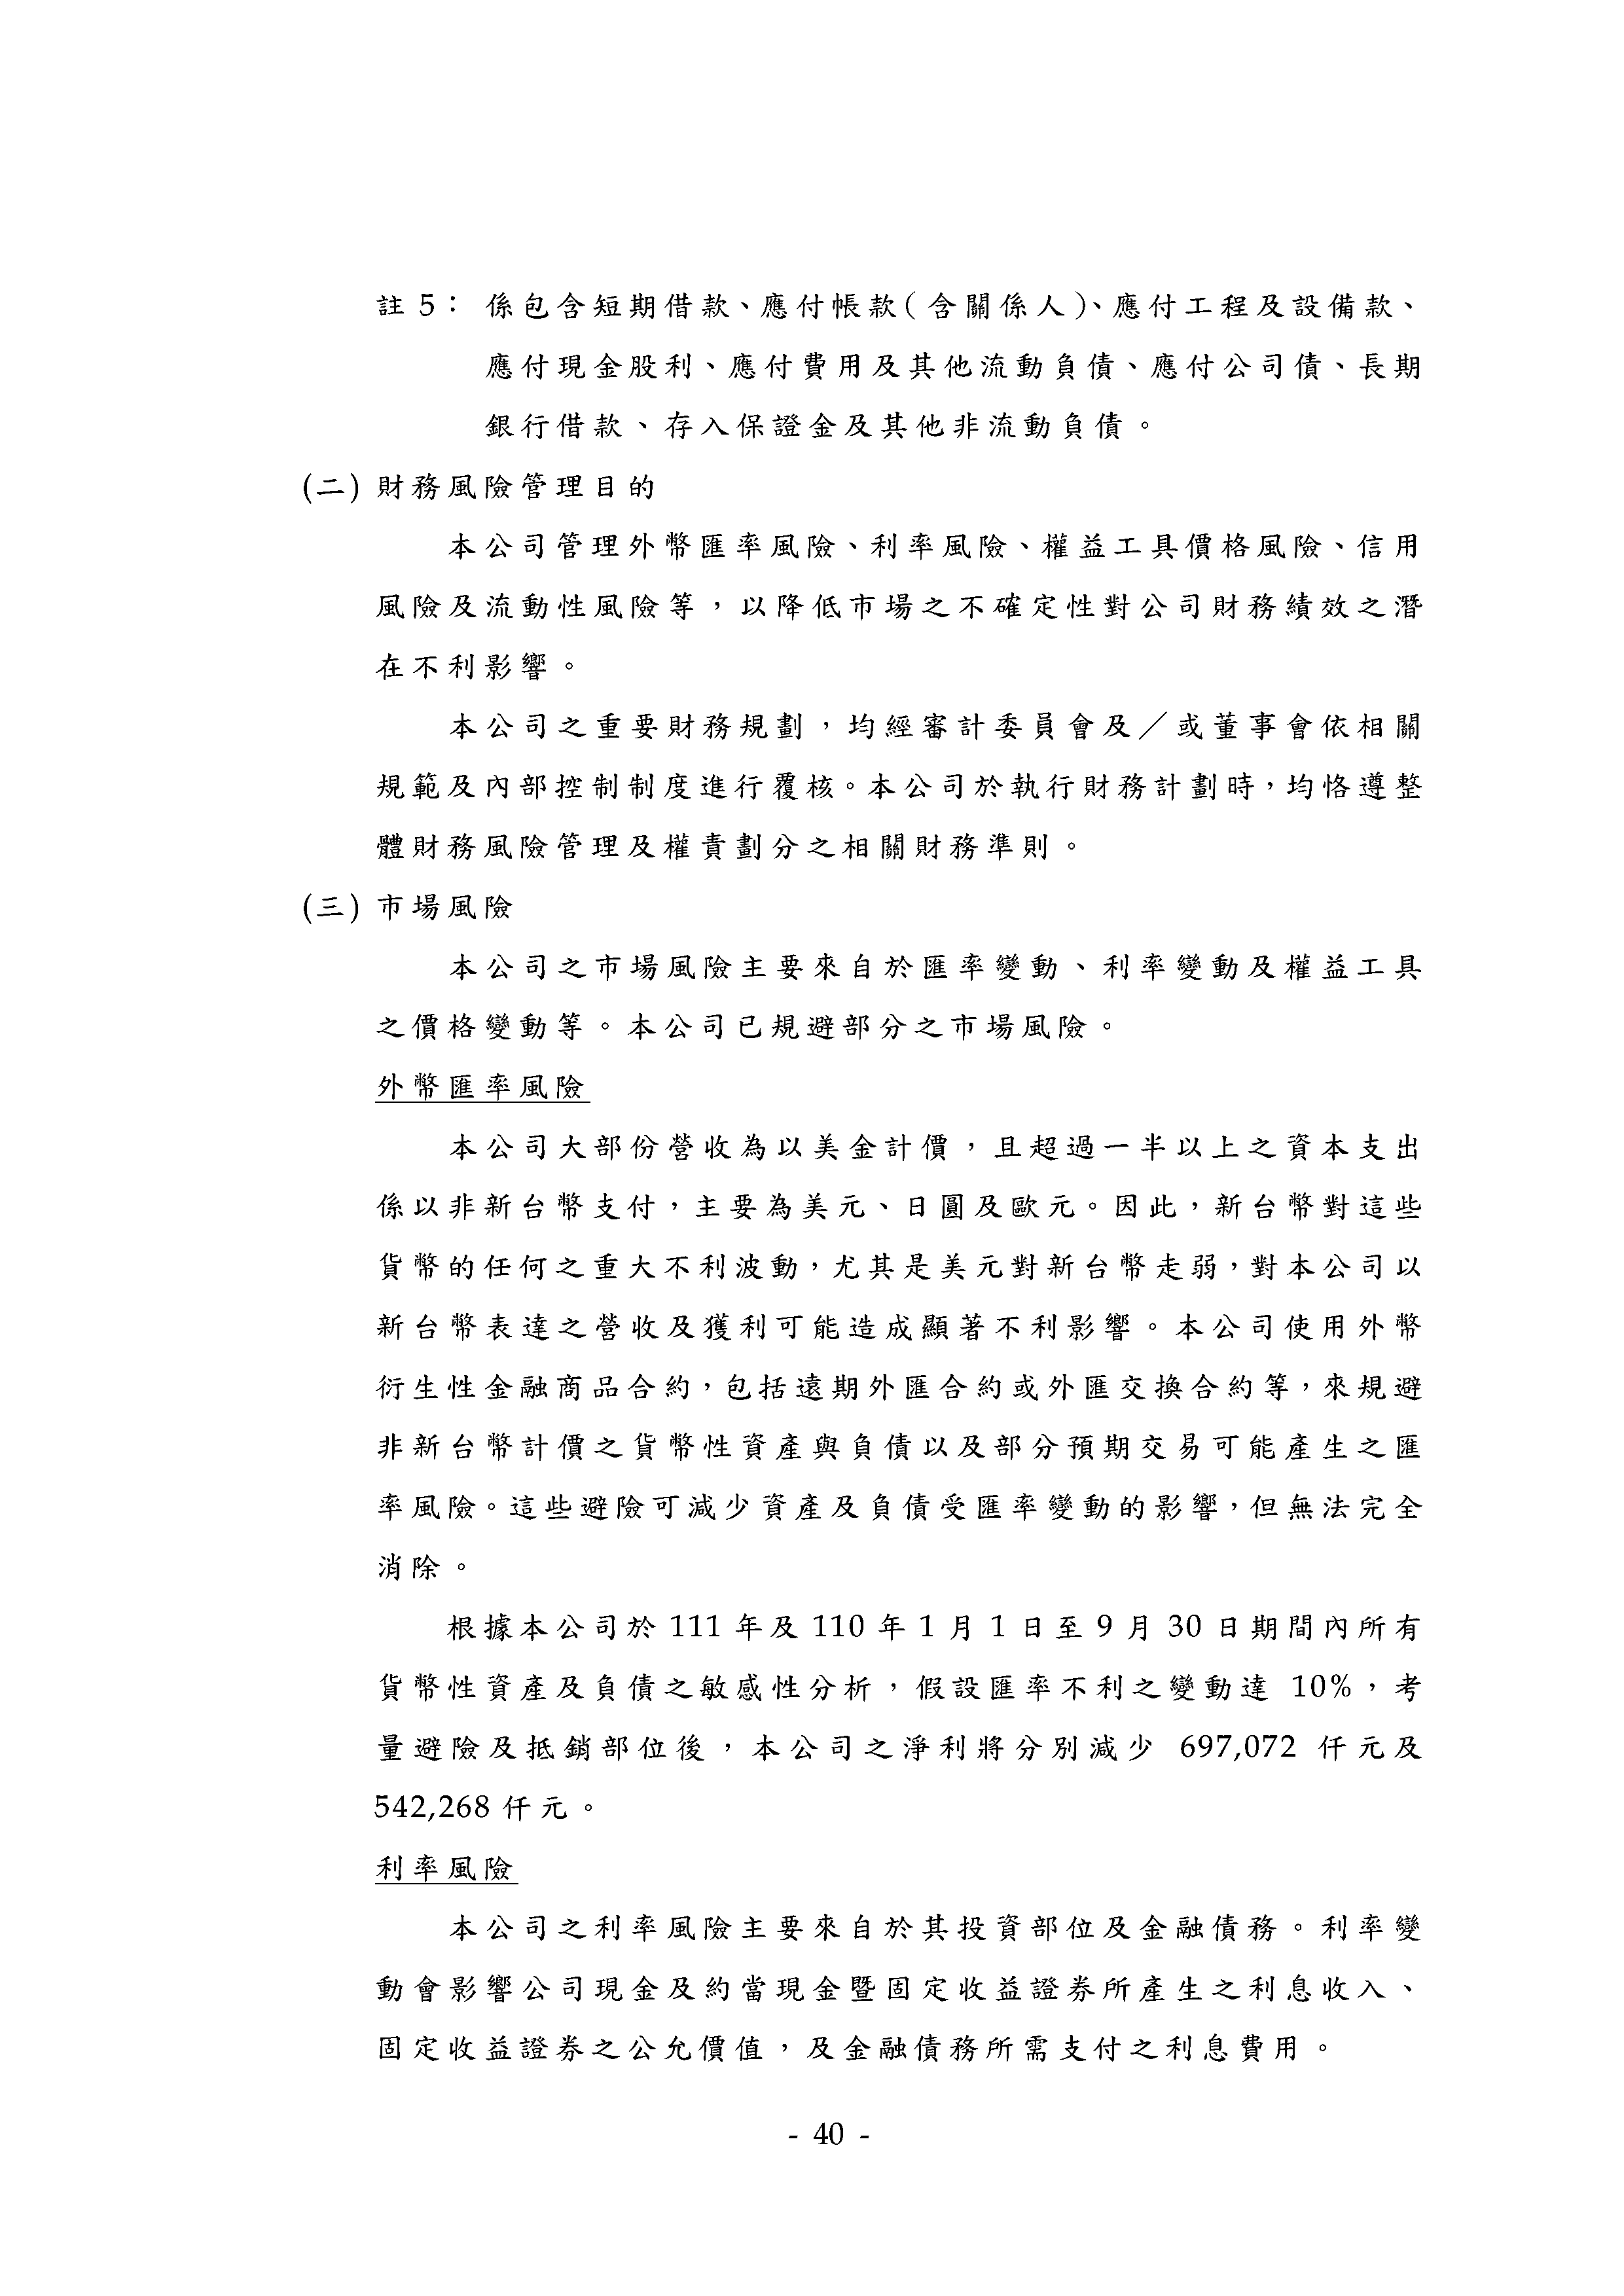 註 5： 係包含短期借款、應付帳款(含關係人)、應付工程及設備款、
應付現金股利、應付費用及其他流動負債、應付公司債、長期
銀行借款、存入保證金及其他非流動負債。
(二) 財務風險管理目的
本公司管理外幣匯率風險、利率風險、權益工具價格風險、信用
風險及流動性風險等，以降低市場之不確定性對公司財務績效之潛
在不利影響。
本公司之重要財務規劃，均經審計委員會及／或董事會依相關
規範及內部控制制度進行覆核。本公司於執行財務計劃時，均恪遵整
體財務風險管理及權責劃分之相關財務準則。
(三) 市場風險
本公司之市場風險主要來自於匯率變動、利率變動及權益工具
之價格變動等。本公司已規避部分之市場風險。
外幣匯率風險
本公司大部份營收為以美金計價，且超過一半以上之資本支出
係以非新台幣支付，主要為美元、日圓及歐元。因此，新台幣對這些
貨幣的任何之重大不利波動，尤其是美元對新台幣走弱，對本公司以
新台幣表達之營收及獲利可能造成顯著不利影響。本公司使用外幣
衍生性金融商品合約，包括遠期外匯合約或外匯交換合約等，來規避
非新台幣計價之貨幣性資產與負債以及部分預期交易可能產生之匯
率風險。這些避險可減少資產及負債受匯率變動的影響，但無法完全
消除。
根據本公司於 111 年及 110 年 1 月 1 日至 9 月 30 日期間內所有
貨幣性資產及負債之敏感性分析，假設匯率不利之變動達 10%，考
量避險及抵銷部位後，本公司之淨利將分別減少 697,072 仟元及
542,268 仟元。
利率風險
本公司之利率風險主要來自於其投資部位及金融債務。利率變
動會影響公司現金及約當現金暨固定收益證券所產生之利息收入、
固定收益證券之公允價值，及金融債務所需支付之利息費用。
- 40 -